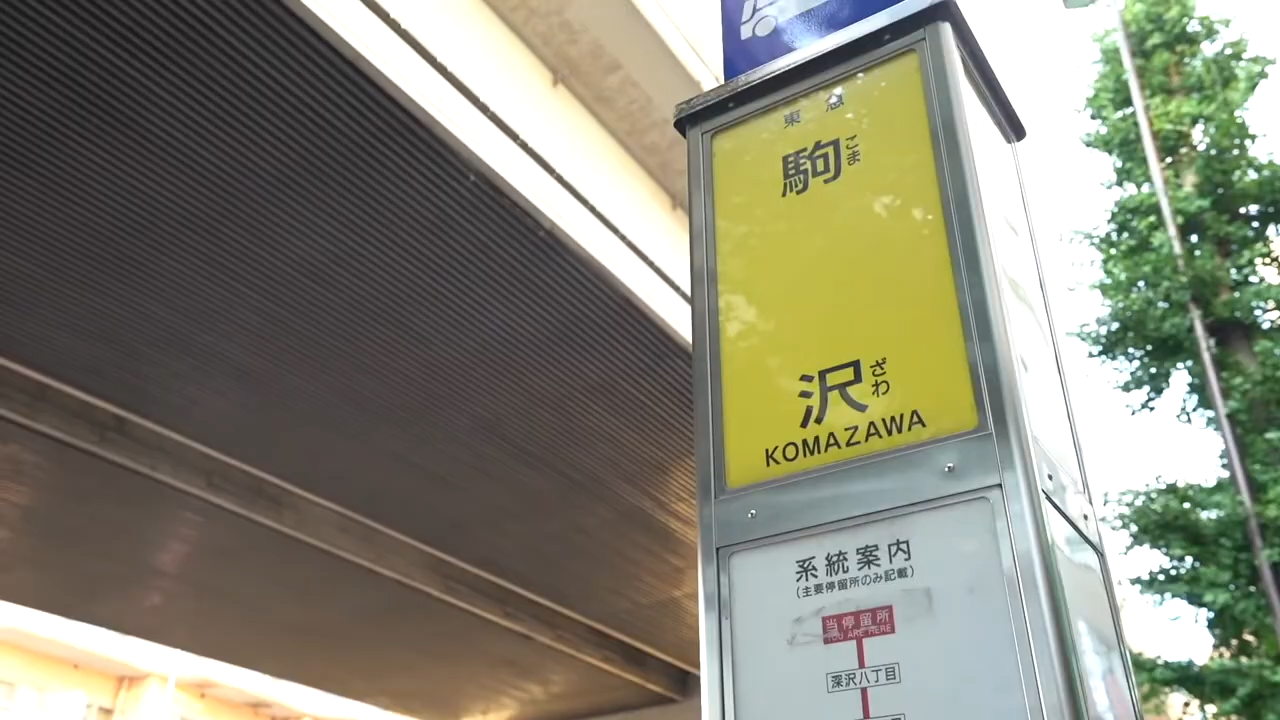 東急
駒
こま
沢
ざわ
KOMAZAWA
系統案内
(主要停留所のみ記載)
当停留所
YOU ARE HERE
深沢八丁目